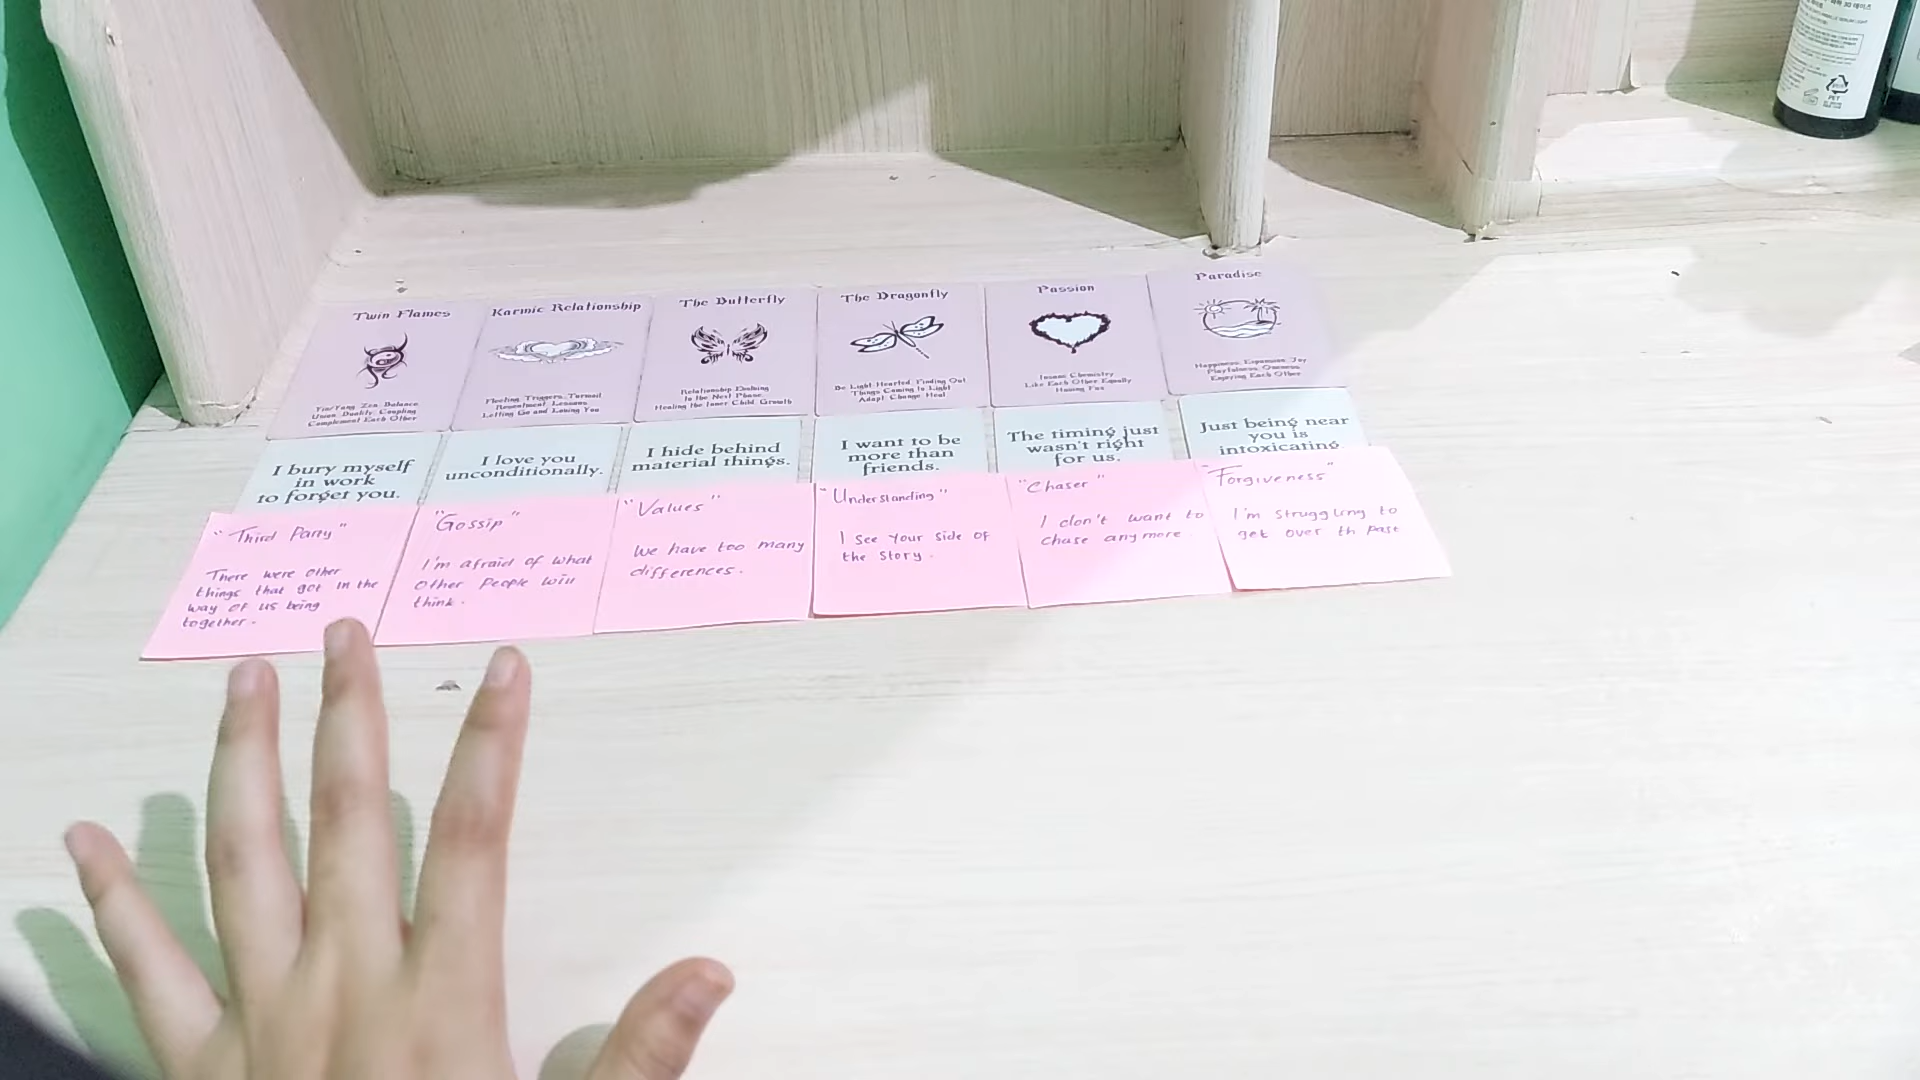 Twin Flames
Yin/Yang Zen Balance
Union Duality Coupling
Complement Each Other
Karmic Relationship
Fleeting Triggers Turmoil
Resentment Lessons
Letting Go and Loving You
The Butterfly
Relationship Evolving
To the Next Phase
Healing the Inner Child Growth
The Dragonfly
Be Light Hearted Finding Out
Things Coming to Light
Adapt Change Heal
Passion
Insane Chemistry
Like Each Other Equally
Having Fun
Paradise
Happiness Expansion Joy
Playfulness Oneness
Enjoying Each Other
I bury myself
in work
to forget you.
I love you
unconditionally.
I hide behind
material things.
I want to be
more than
friends.
The timing just
wasn't right
for us.
Just being near
you is
intoxicating.
"Third Party"
There were other
things that got in the
way of us being
together.
"Gossip"
I'm afraid of what
other people will
think.
"Values"
We have too many
differences.
"Understanding"
I see your side of
the story.
"Chaser"
I don't want to
chase anymore.
"Forgiveness"
I'm struggling to
get over th past
PET